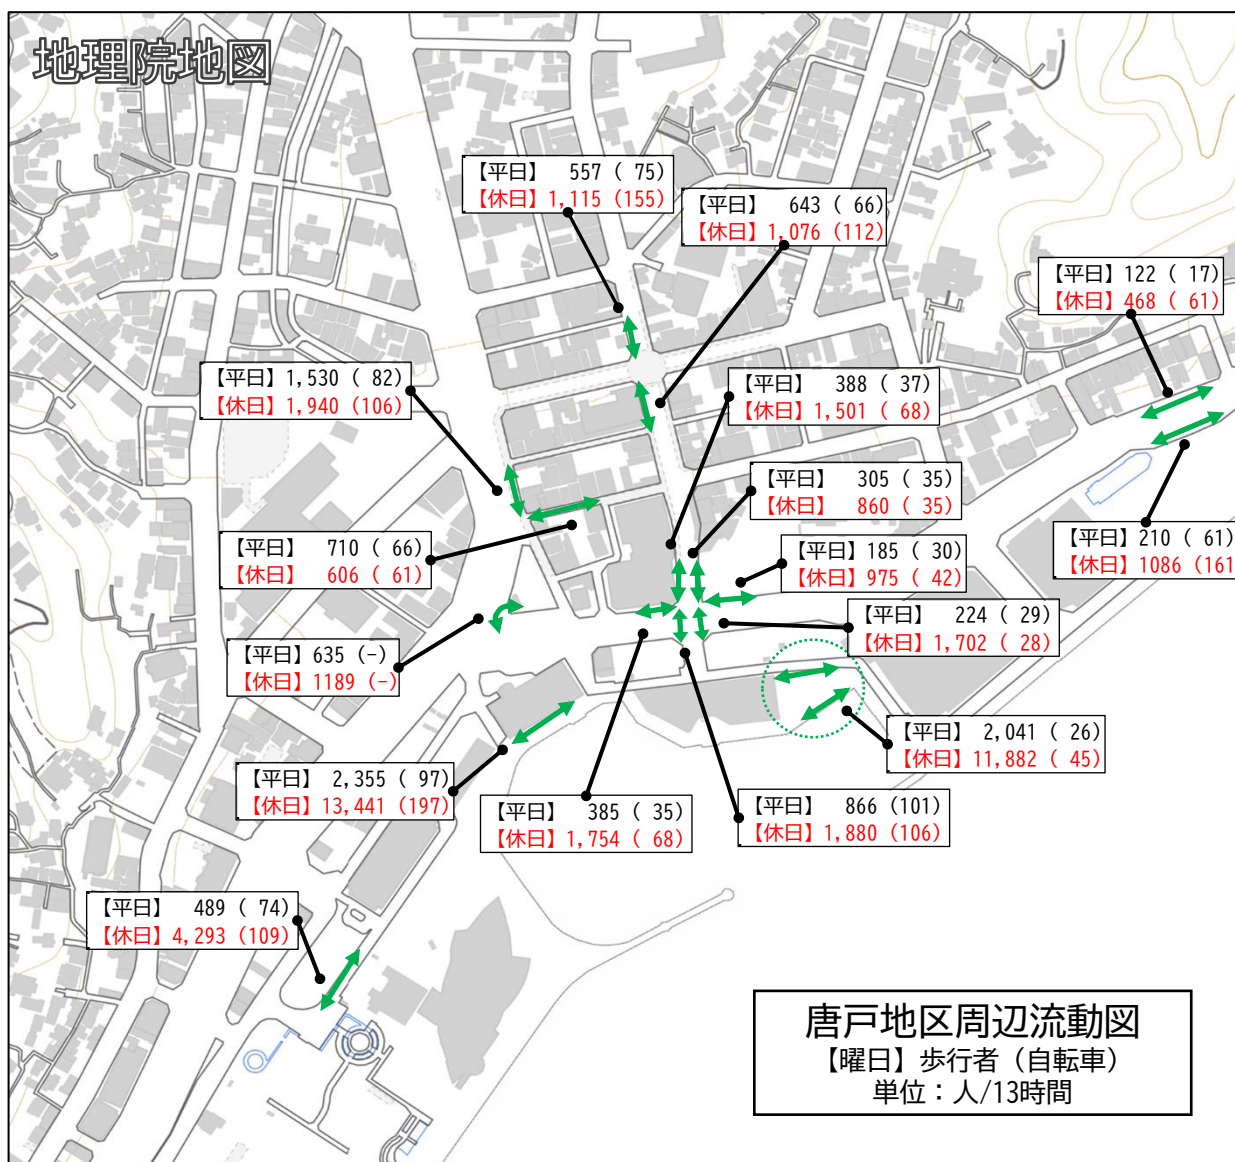 地理院地図
【平日】 557 ( 75)
【休日】1,115 (155)
【平日】 643 ( 66)
【休日】1,076 (112)
【平日】122 ( 17)
【休日】468 ( 61)
【平日】1,530 ( 82)
【休日】1,940 (106)
【平日】 388 ( 37)
【休日】1,501 ( 68)
【平日】 305 ( 35)
【休日】 860 ( 35)
【平日】 710 ( 66)
【休日】 606 ( 61)
【平日】185 ( 30)
【休日】975 ( 42)
【平日】210 ( 61)
【休日】1086 (161
【平日】 224 ( 29)
【休日】1,702 ( 28)
【平日】635 (-)
【休日】1189 (-)
【平日】 2,041 ( 26)
【休日】11,882 ( 45)
【平日】 2,355 ( 97)
【休日】13,441 (197)
【平日】 385 ( 35)
【休日】1,754 ( 68)
【平日】 866 (101)
【休日】1,880 (106)
【平日】 489 ( 74)
【休日】4,293 (109)
唐戸地区周辺流動図
【曜日】歩行者（自転車）
単位：人/13時間